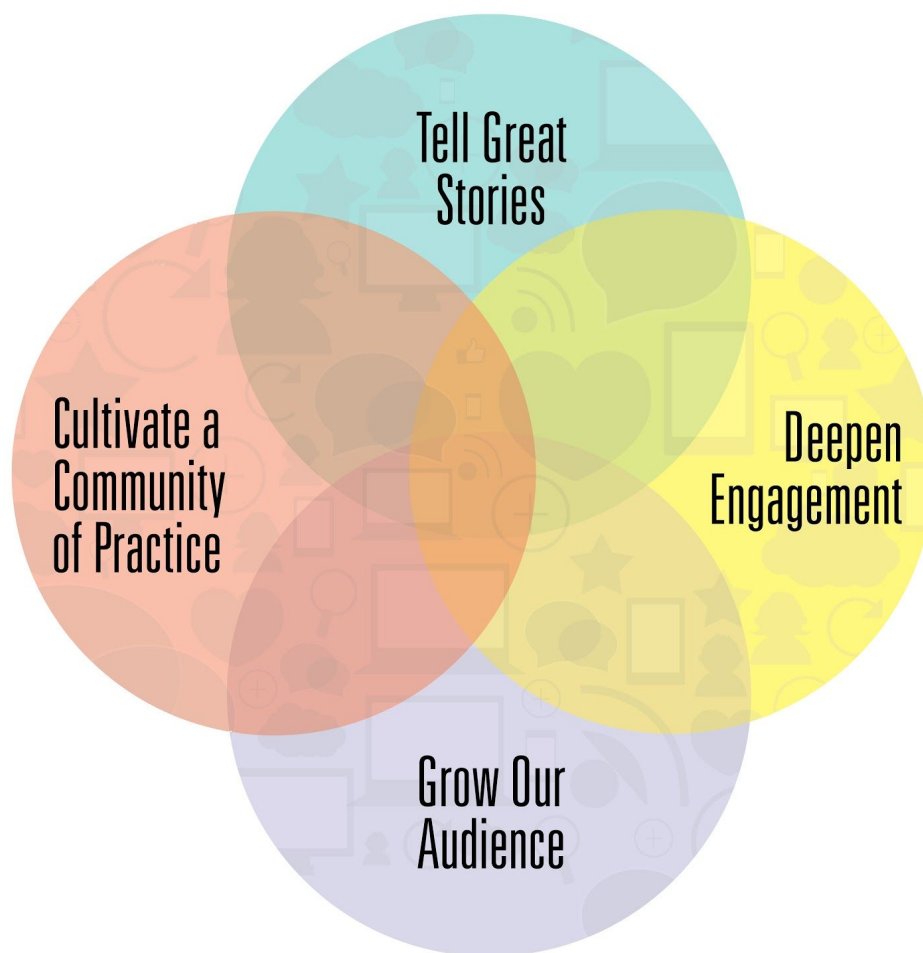 Tell Great
Stories
Cultivate a
Community
of Practice
Deepen
Engagement
Grow Our
Audience